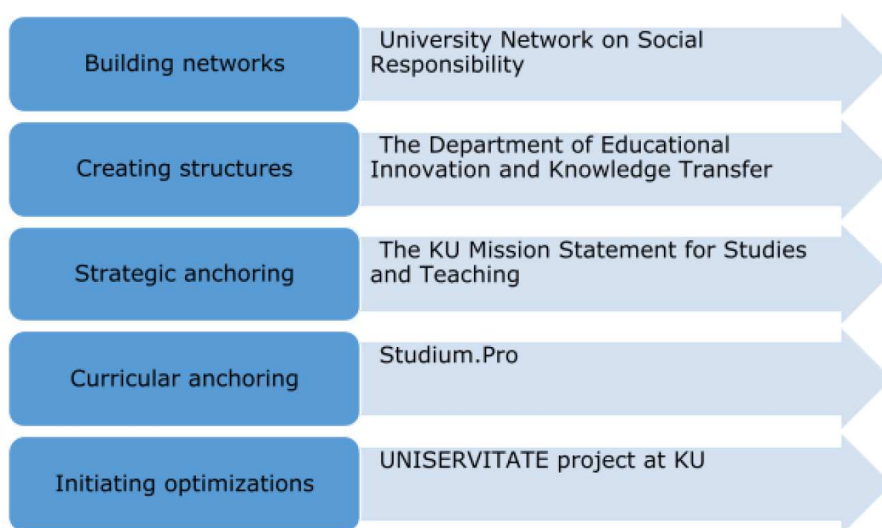 Building networks
University Network on Social
Responsibility
Creating structures
The Department of Educational
Innovation and Knowledge Transfer
Strategic anchoring
The KU Mission Statement for Studies
and Teaching
Curricular anchoring
Studium.Pro
Initiating optimizations
UNISERVITATE project at KU